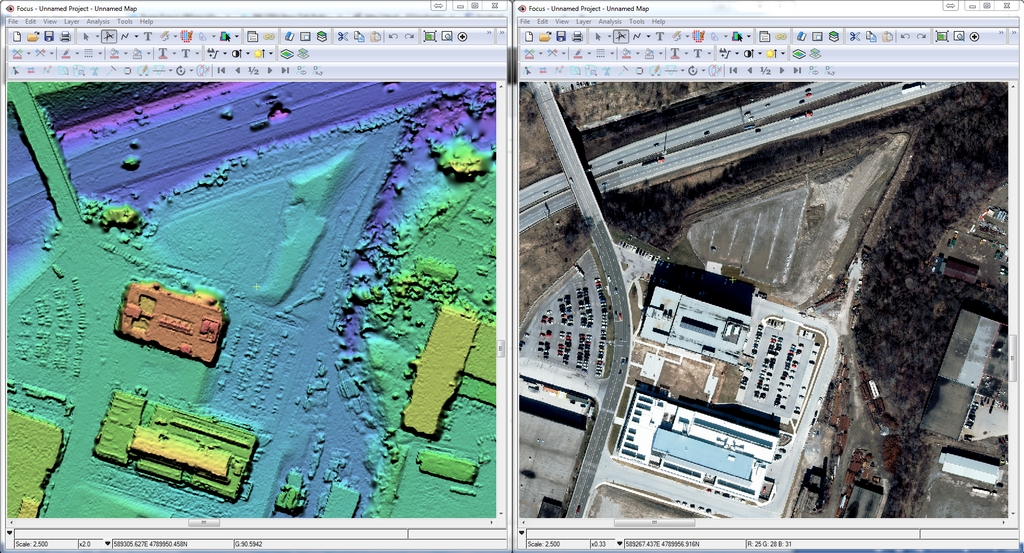 Focus - Unnamed Project - Unnamed Map
File Edit View Layer Analysis Tools Help
1/2
Scale: 2,500 x2.0 589305.627E 4789950.458N G:90.5942
Focus - Unnamed Project - Unnamed Map
File Edit View Layer Analysis Tools Help
1/2
Scale: 2,500 x0.33 589267.437E 4789956.916N R: 25 G: 28 B: 31